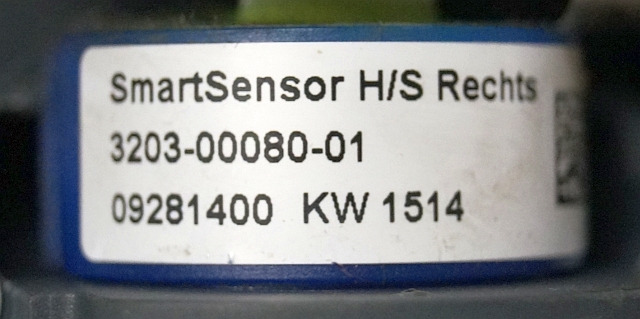 SmartSensor H/S Rechts
3203-00080-01
09281400 KW 1514